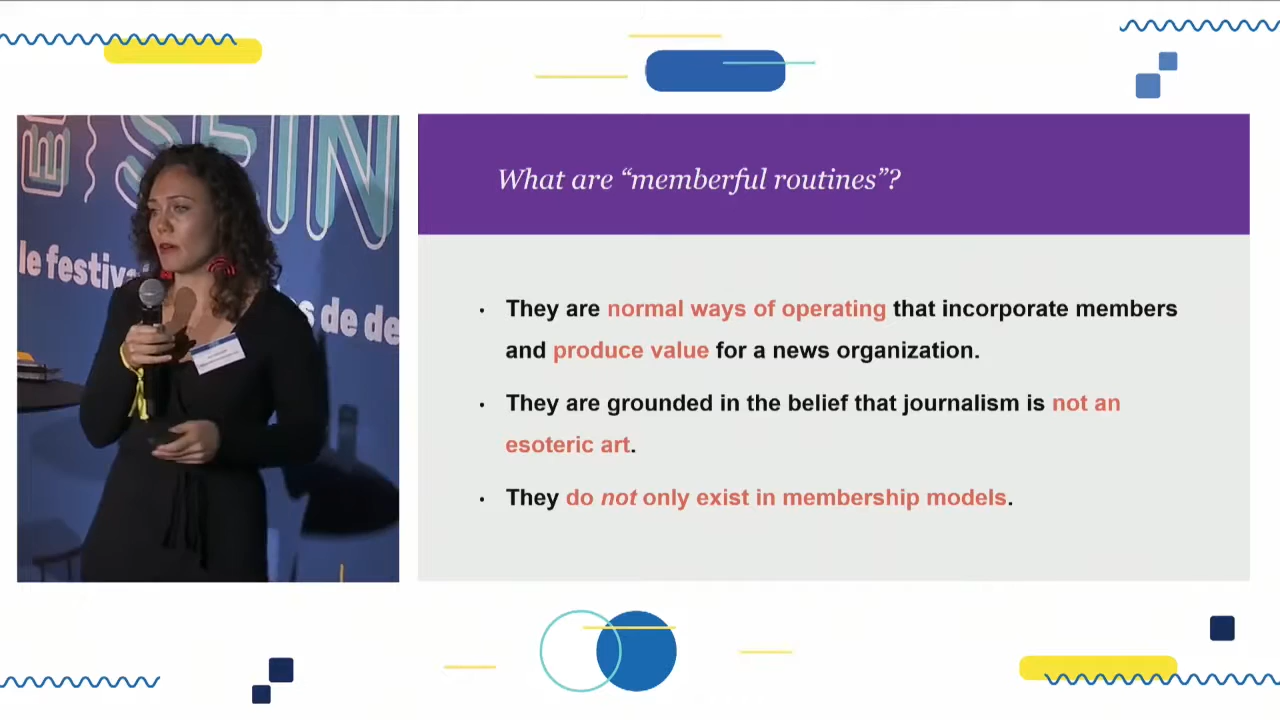 SEIN
le festiva
s de de
What are “memberful routines”?
• They are normal ways of operating that incorporate members
and produce value for a news organization.
• They are grounded in the belief that journalism is not an
esoteric art.
• They do not only exist in membership models.